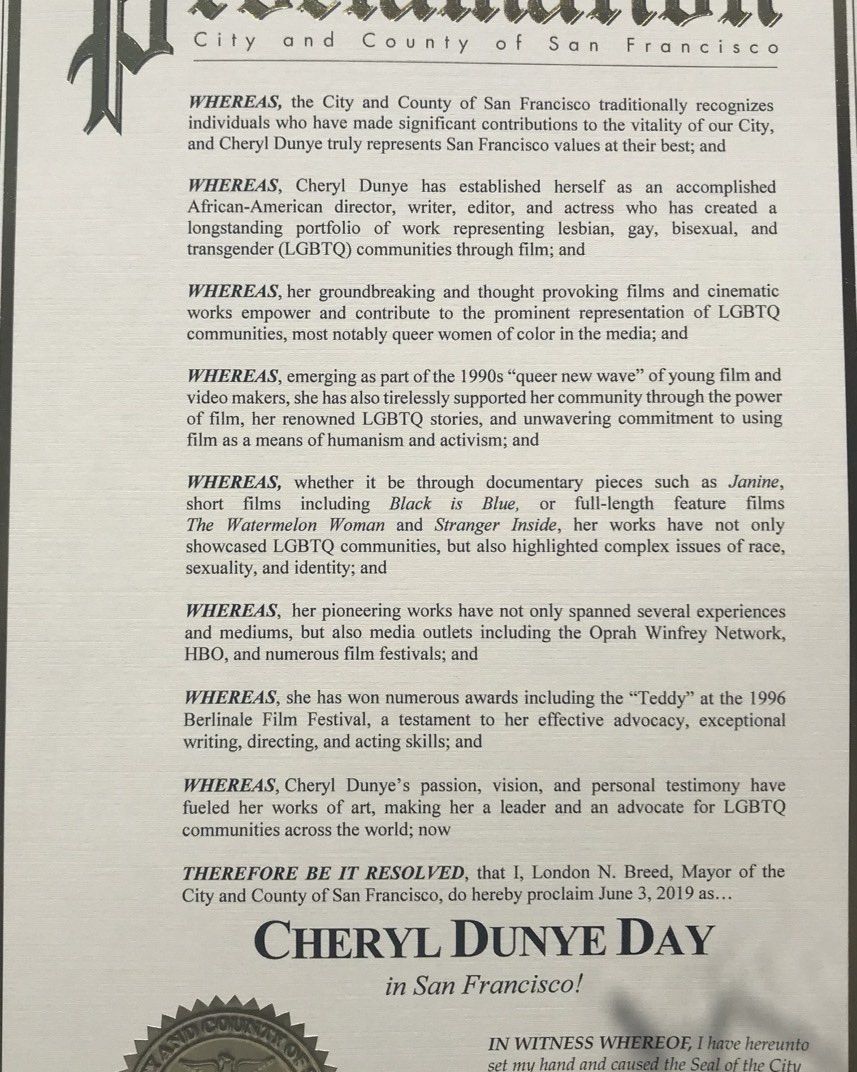 Proclamation
City and County of San Francisco
WHEREAS, the City and County of San Francisco traditionally recognizes
individuals who have made significant contributions to the vitality of our City,
and Cheryl Dunye truly represents San Francisco values at their best; and
WHEREAS, Cheryl Dunye has established herself as an accomplished
African-American director, writer, editor, and actress who has created a
longstanding portfolio of work representing lesbian, gay, bisexual, and
transgender (LGBTQ) communities through film; and
WHEREAS, her groundbreaking and thought provoking films and cinematic
works empower and contribute to the prominent representation of LGBTQ
communities, most notably queer women of color in the media; and
WHEREAS, emerging as part of the 1990s “queer new wave” of young film and
video makers, she has also tirelessly supported her community through the power
of film, her renowned LGBTQ stories, and unwavering commitment to using
film as a means of humanism and activism; and
WHEREAS, whether it be through documentary pieces such as Janine,
short films including Black is Blue, or full-length feature films
The Watermelon Woman and Stranger Inside, her works have not only
showcased LGBTQ communities, but also highlighted complex issues of race,
sexuality, and identity; and
WHEREAS, her pioneering works have not only spanned several experiences
and mediums, but also media outlets including the Oprah Winfrey Network,
HBO, and numerous film festivals; and
WHEREAS, she has won numerous awards including the “Teddy” at the 1996
Berlinale Film Festival, a testament to her effective advocacy, exceptional
writing, directing, and acting skills; and
WHEREAS, Cheryl Dunye’s passion, vision, and personal testimony have
fueled her works of art, making her a leader and an advocate for LGBTQ
communities across the world; now
THEREFORE BE IT RESOLVED, that I, London N. Breed, Mayor of the
City and County of San Francisco, do hereby proclaim June 3, 2019 as…
CHERYL DUNYE DAY
in San Francisco!
AND COUNTY OF
IN WITNESS WHEREOF, I have hereunto
set my hand and caused the Seal of the City